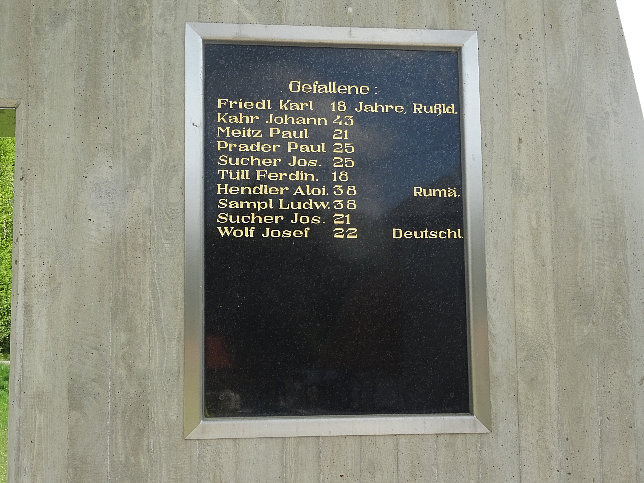 Gefallene:
Friedl Karl 18 Jahre, Rußld.
Kahr Johann 43
Meitz Paul 21
Prader Paul 25
Sucher Jos. 25
Tüll Ferdin. 18
Hendler Aloi. 38 Rumä.
Sampl Ludw. 38
Sucher Jos. 21
Wolf Josef 22 Deutschl.